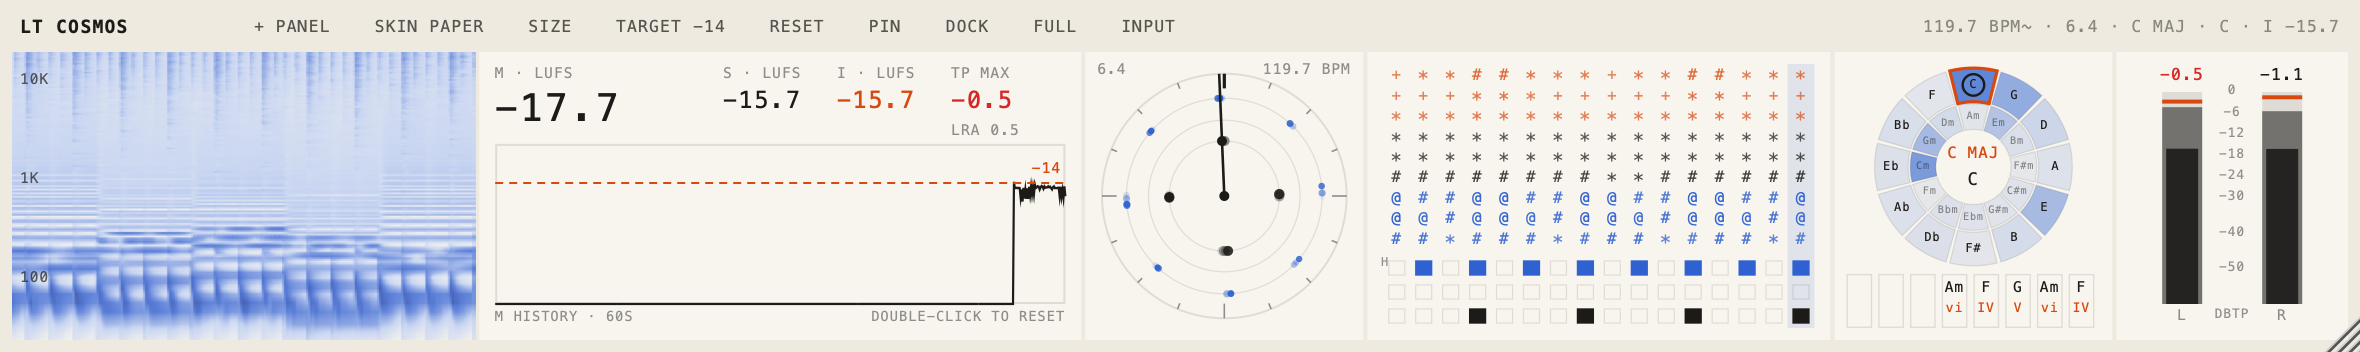 LT COSMOS + PANEL SKIN PAPER SIZE TARGET −14 RESET PIN DOCK FULL INPUT 119.7 BPM~ · 6.4 · C MAJ · C · I −15.7
10K
1K
100
M · LUFS S · LUFS I · LUFS TP MAX
−17.7 −15.7 −15.7 −0.5
LRA 0.5
−14
M HISTORY · 60S DOUBLE−CLICK TO RESET
6.4 119.7 BPM
+ * * # # * * * + * * # # * * *
+ + * * + + * + + + * * * + + +
* * * * * * * * * * * * * * * *
* * * * * * * * * * * * * * * *
* * * * * * * * * * * * * * * *
# # # # # # # # * * # # # # # #
@ # # @ @ # @ @ @ # # @ @ # # @
@ # # @ @ # @ @ @ # # @ @ # # @
# # * # # # * # # # * # # # * #
H
C
G
D
A
E
B
F#
Db
Ab
Eb
Bb
F
Am
Em
Bm
F#m
C#m
G#m
Ebm
Bbm
Fm
Cm
Gm
Dm
C MAJ
C
Am F G Am F
vi IV V vi IV
−0.5 −1.1
0
−6
−12
−18
−24
−30
−40
−50
L DBTP R